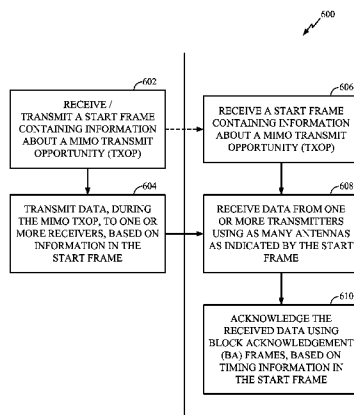 600
602
RECEIVE /
TRANSMIT A START FRAME
CONTAINING INFORMATION
ABOUT A MIMO TRANSMIT
OPPORTUNITY (TXOP)
604
TRANSMIT DATA, DURING
THE MIMO TXOP, TO ONE OR
MORE RECEIVERS, BASED ON
INFORMATION IN THE
START FRAME
606
RECEIVE A START FRAME
CONTAINING INFORMATION
ABOUT A MIMO TRANSMIT
OPPORTUNITY (TXOP)
608
RECEIVE DATA FROM ONE
OR MORE TRANSMITTERS
USING AS MANY ANTENNAS
AS INDICATED BY THE START
FRAME
610
ACKNOWLEDGE THE
RECEIVED DATA USING
BLOCK ACKNOWLEDGEMENT
(BA) FRAMES, BASED ON
TIMING INFORMATION IN
THE START FRAME